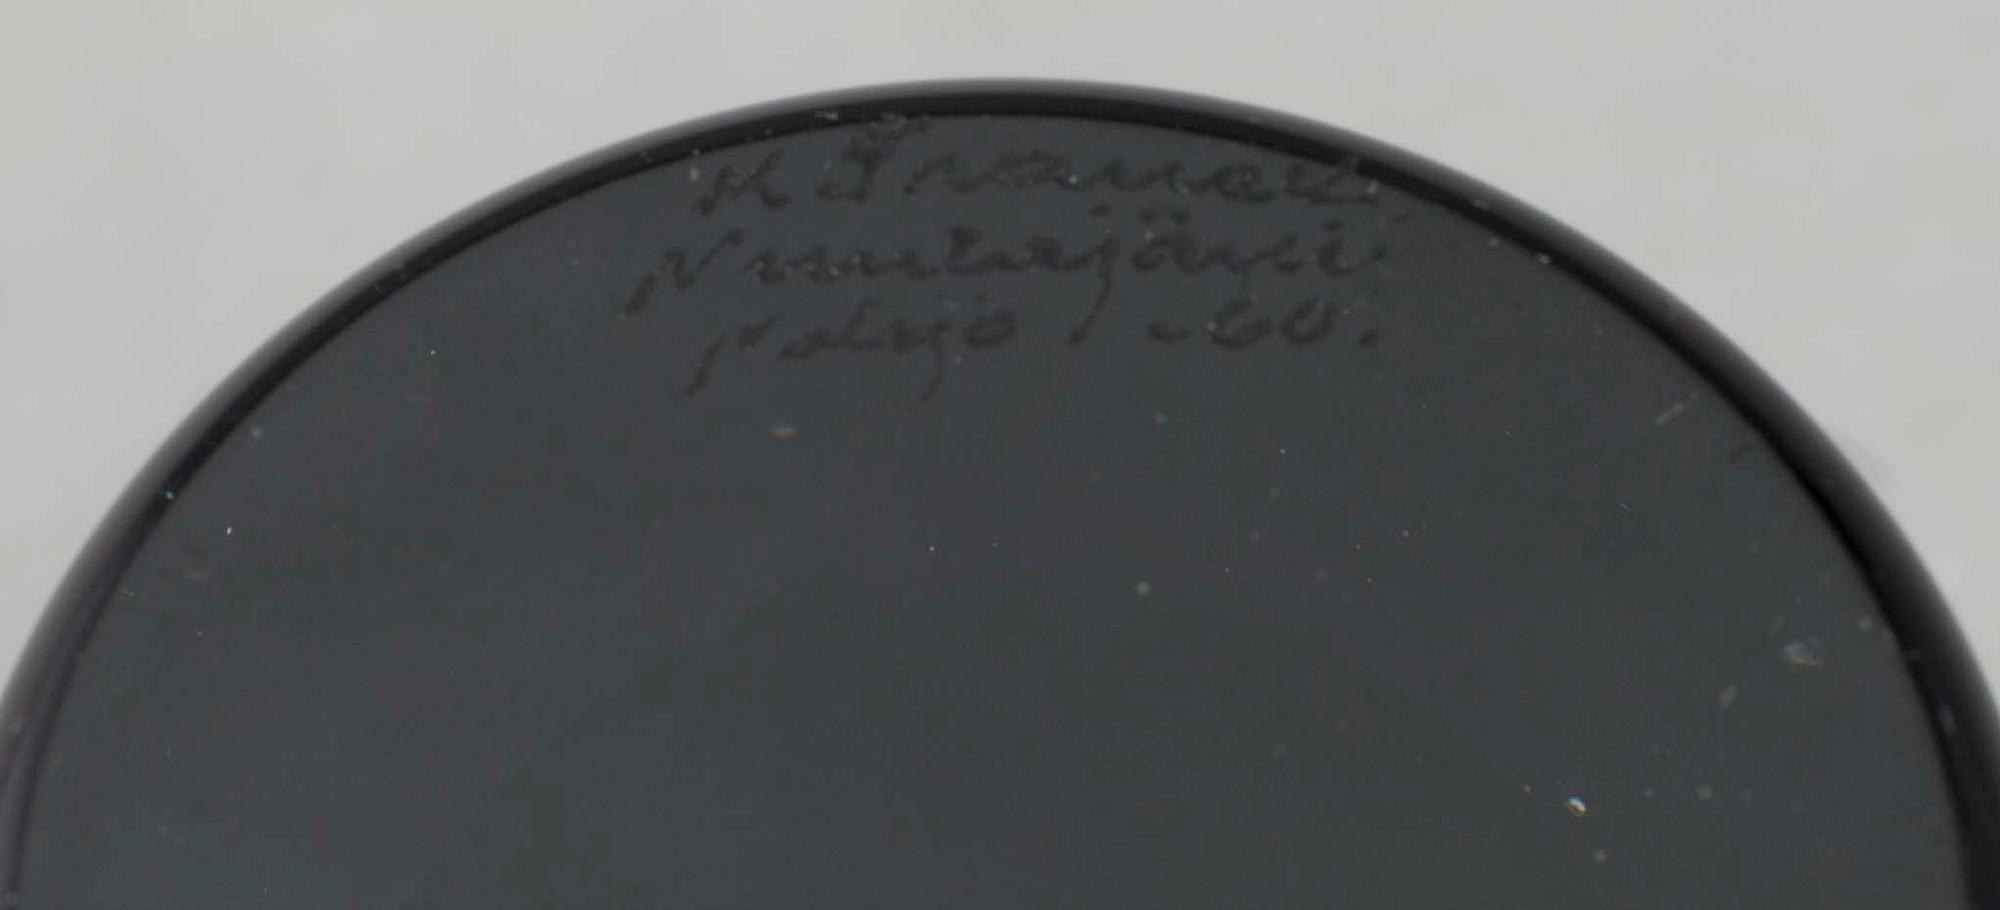 K Franck
Nuutajärvi
Notsjö -60.